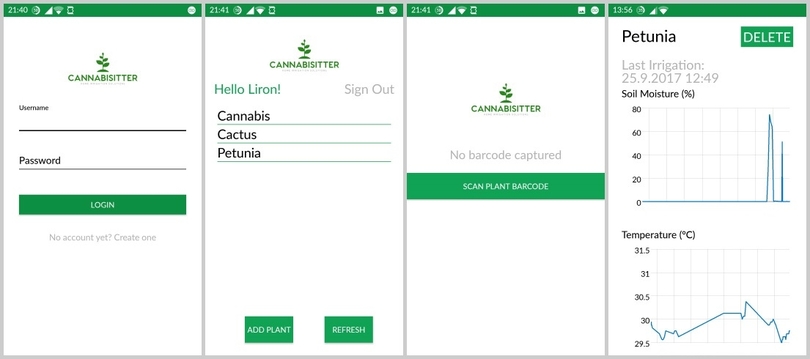 21:40
CANNABISITTER
Username
Password
LOGIN
No account yet? Create one
21:41
CANNABISITTER
Hello Liron!
Sign Out
Cannabis
Cactus
Petunia
ADD PLANT
REFRESH
21:41
CANNABISITTER
No barcode captured
SCAN PLANT BARCODE
13:56
Petunia
DELETE
Last Irrigation:
25.9.2017 12:49
Soil Moisture (%)
80
60
40
20
0
Temperature (°C)
31.5
31
30.5
30
29.5